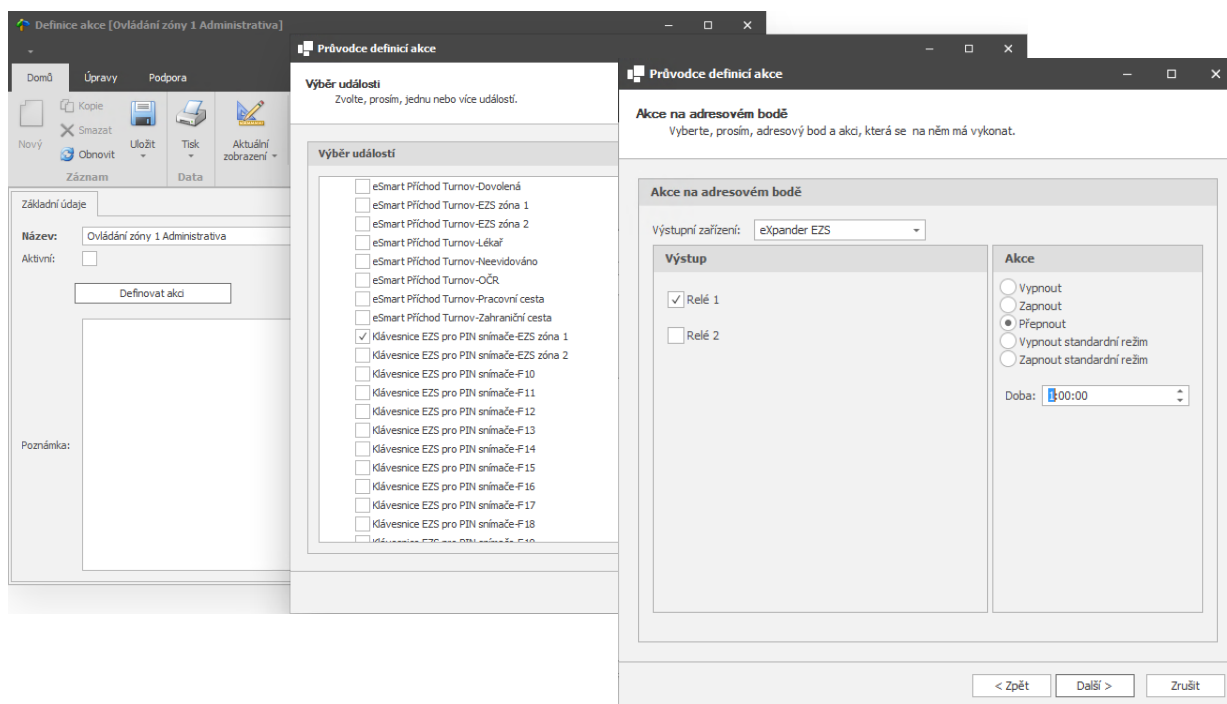 Definice akce [Ovládání zóny 1 Administrativa]
Domů
Úpravy
Podpora
Nový
Kopie
Smazat
Obnovit
Uložit
Tisk
Aktuální
zobrazení
Záznam
Data
Základní údaje
Název:
Ovládání zóny 1 Administrativa
Aktivní:
Definovat akci
Poznámka:
Průvodce definicí akce
Výběr události
Zvolte, prosím, jednu nebo více událostí.
Výběr událostí
eSmart Příchod Turnov-Dovolená
eSmart Příchod Turnov-EZS zóna 1
eSmart Příchod Turnov-EZS zóna 2
eSmart Příchod Turnov-Lékař
eSmart Příchod Turnov-Neevidováno
eSmart Příchod Turnov-OČR
eSmart Příchod Turnov-Pracovní cesta
eSmart Příchod Turnov-Zahraniční cesta
Klávesnice EZS pro PIN snímače-EZS zóna 1
Klávesnice EZS pro PIN snímače-EZS zóna 2
Klávesnice EZS pro PIN snímače-F10
Klávesnice EZS pro PIN snímače-F11
Klávesnice EZS pro PIN snímače-F12
Klávesnice EZS pro PIN snímače-F13
Klávesnice EZS pro PIN snímače-F14
Klávesnice EZS pro PIN snímače-F15
Klávesnice EZS pro PIN snímače-F16
Klávesnice EZS pro PIN snímače-F17
Klávesnice EZS pro PIN snímače-F18
Průvodce definicí akce
Akce na adresovém bodě
Vyberte, prosím, adresový bod a akci, která se na něm má vykonat.
Akce na adresovém bodě
Výstupní zařízení:
eXpander EZS
Výstup
Relé 1
Relé 2
Akce
Vypnout
Zapnout
Přepnout
Vypnout standardní režim
Zapnout standardní režim
Doba:
1:00:00
< Zpět
Další >
Zrušit